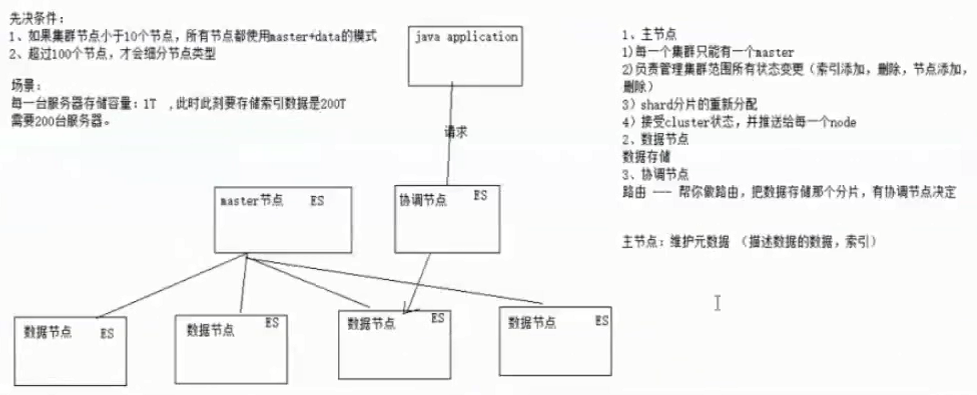 先决条件：
1、如果集群节点小于10个节点，所有节点都使用master+data的模式
2、超过100个节点，才会细分节点类型
场景：
每一台服务器存储容量：1T ,此时此刻要存储索引数据是200T
需要200台服务器。
java application
请求
master节点 ES
协调节点 ES
数据节点 ES
数据节点 ES
数据节点 ES
数据节点 ES
1、主节点
1)每一个集群只能有一个master
2)负责管理集群范围所有状态变更（索引添加，删除，节点添加，
删除）
3）shard分片的重新分配
4）接受cluster状态，并推送给每一个node
2、数据节点
数据存储
3、协调节点
路由 --- 帮你做路由，把数据存储那个分片，有协调节点决定
主节点：维护元数据 （描述数据的数据，索引）